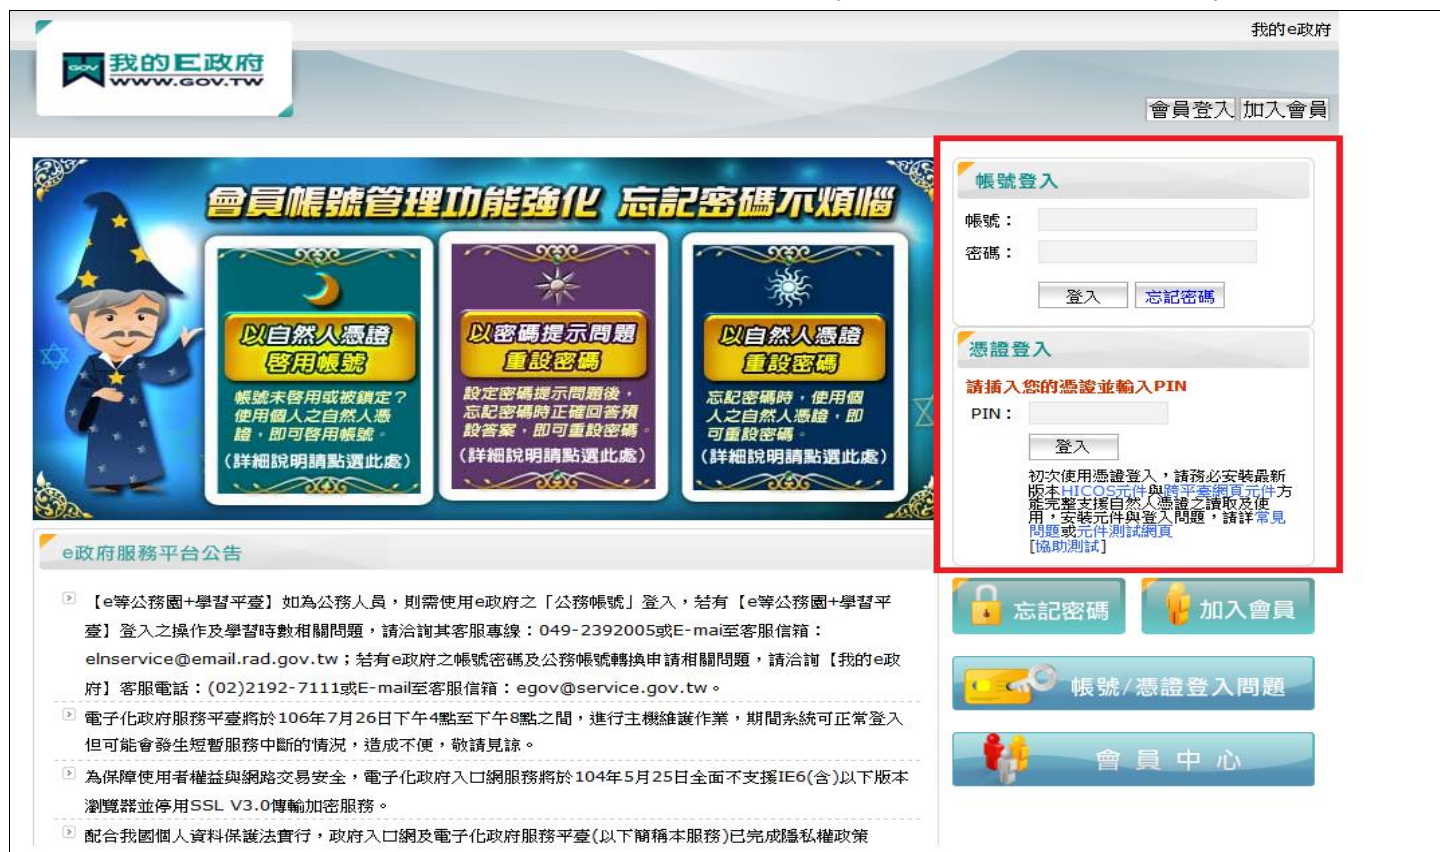 我的e政府
GOV 我的E政府
WWW.GOV.TW
會員登入 加入會員
會員帳號管理功能強化 忘記密碼不煩惱
以自然人憑證
啓用帳號
帳號未啓用或被鎖定？
使用個人之自然人憑
證，即可啓用帳號。
(詳細說明請點選此處)
以密碼提示問題
重設密碼
設定密碼提示問題後，
忘記密碼時正確回答預
設答案，即可重設密碼。
(詳細說明請點選此處)
以自然人憑證
重設密碼
忘記密碼時，使用個
人之自然人憑證，即
可重設密碼。
(詳細說明請點選此處)
帳號登入
帳號：
密碼：
登入 忘記密碼
憑證登入
請插入您的憑證並輸入PIN
PIN：
登入
初次使用憑證登入，請務必安裝最新
版本HICOS元件與跨平臺網頁元件方
能完整支援自然人憑證之讀取及使
用，安裝元件與登入問題，請詳常見
問題或元件測試網頁
[協助測試]
忘記密碼
加入會員
帳號/憑證登入問題
會員中心
e政府服務平台公告
【e等公務園+學習平臺】如為公務人員，則需使用e政府之「公務帳號」登入，若有【e等公務園+學習平
臺】登入之操作及學習時數相關問題，請洽詢其客服專線：049-2392005或E-mai至客服信箱：
elnservice@email.rad.gov.tw；若有e政府之帳號密碼及公務帳號轉換申請相關問題，請洽詢【我的e政
府】客服電話：(02)2192-7111或E-mail至客服信箱：egov@service.gov.tw。
電子化政府服務平臺將於106年7月26日下午4點至下午8點之間，進行主機維護作業，期間系統可正常登入
但可能會發生短暫服務中斷的情況，造成不便，敬請見諒。
為保障使用者權益與網路交易安全，電子化政府入口網服務將於104年5月25日全面不支援IE6(含)以下版本
瀏覽器並停用SSL V3.0傳輸加密服務。
配合我國個人資料保護法實行，政府入口網及電子化政府服務平臺(以下簡稱本服務)已完成隱私權政策